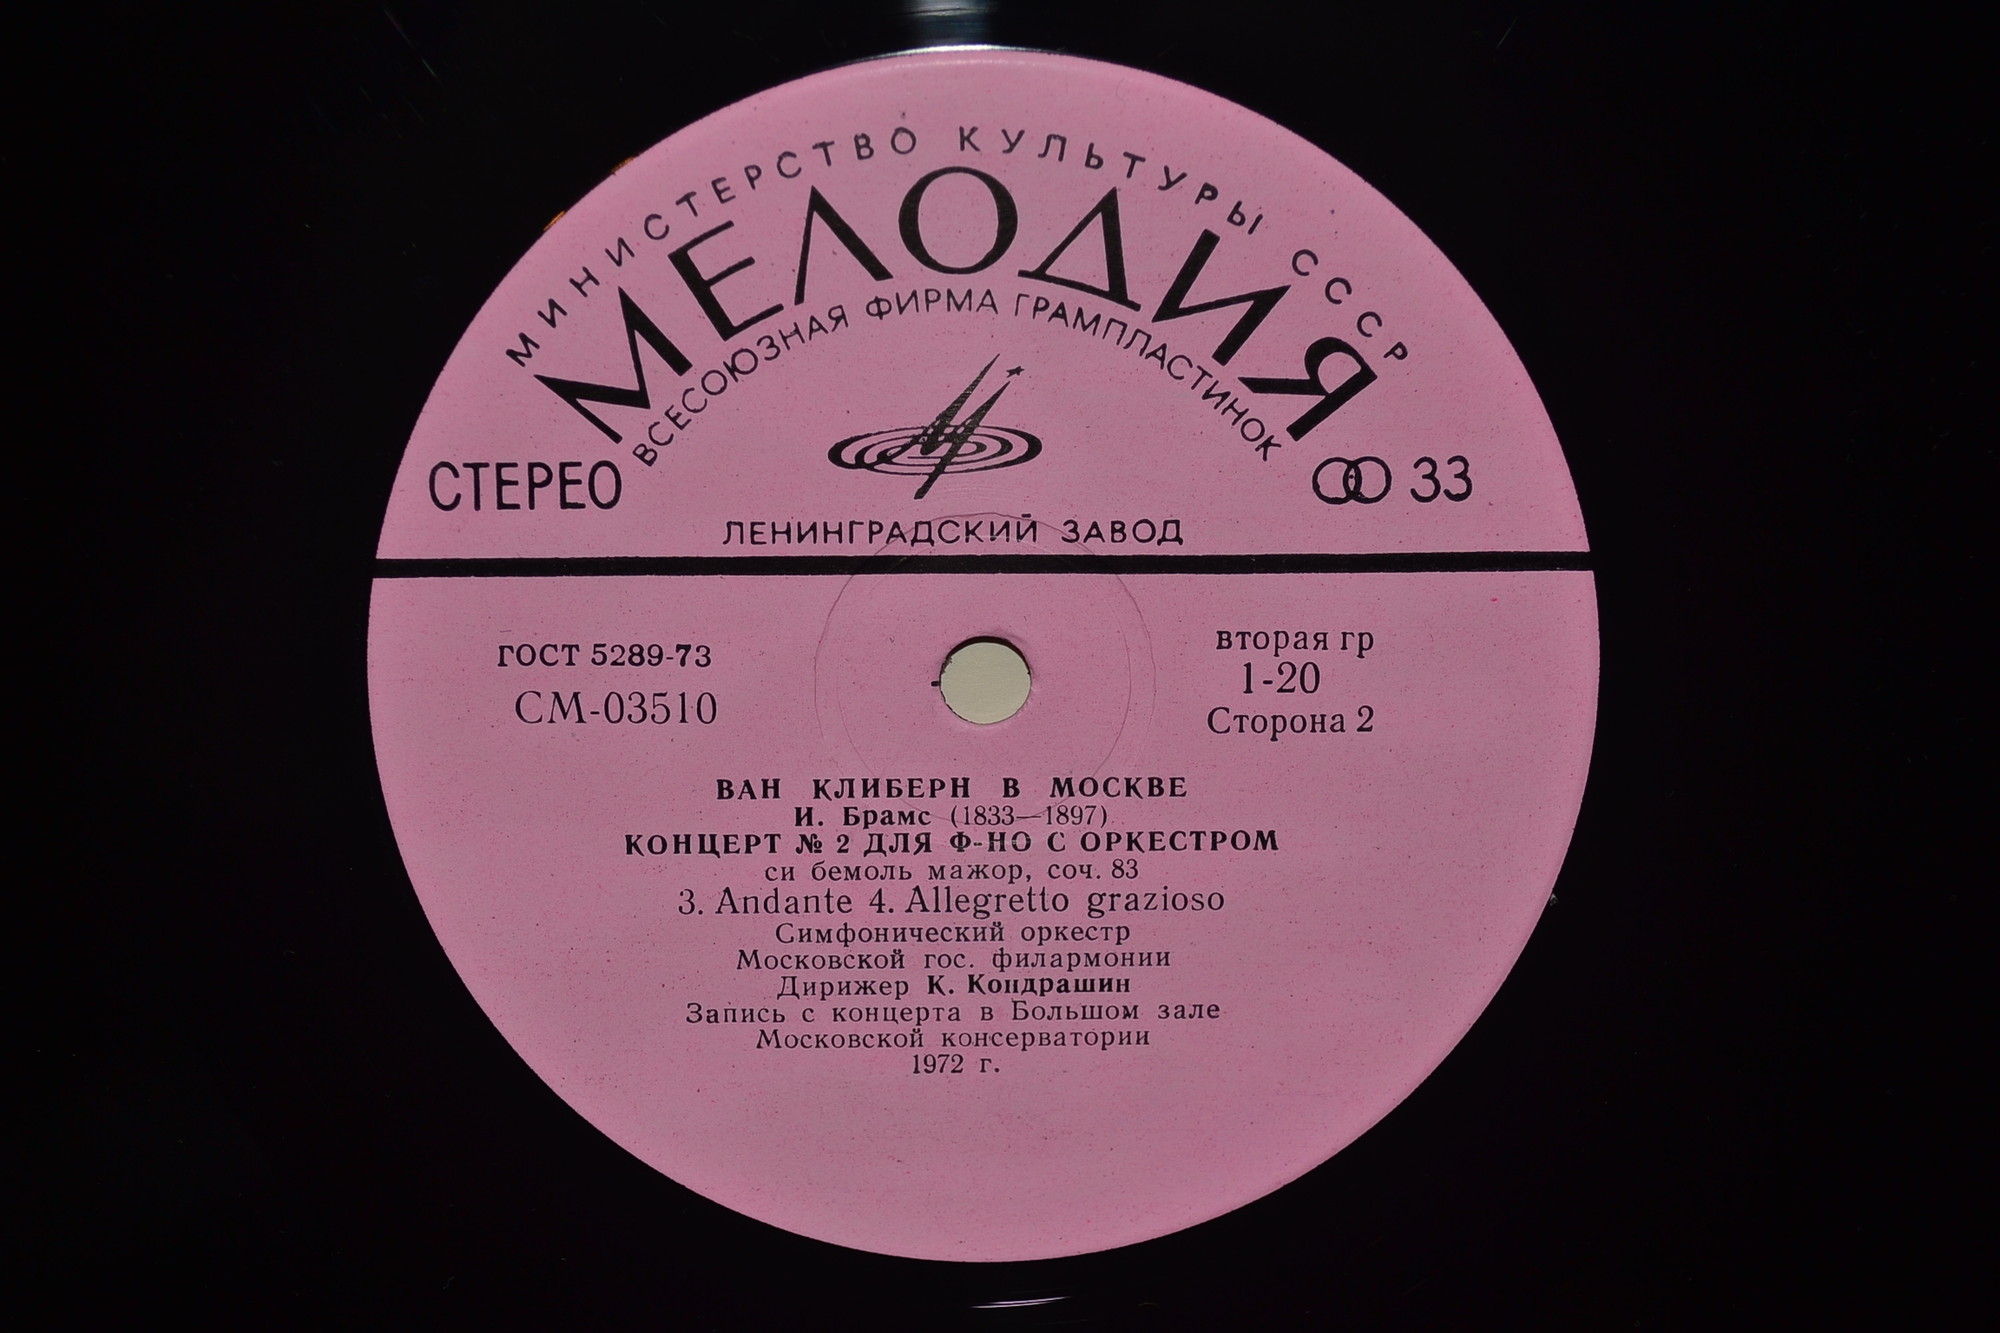 МИНИСТЕРСТВО КУЛЬТУРЫ СССР
МЕЛОДИЯ
ВСЕСОЮЗНАЯ ФИРМА ГРАМПЛАСТИНОК
СТЕРЕО
33
ЛЕНИНГРАДСКИЙ ЗАВОД
ГОСТ 5289-73
СМ-03510
вторая гр
1-20
Сторона 2
ВАН КЛИБЕРН В МОСКВЕ
И. Брамс (1833—1897)
КОНЦЕРТ № 2 ДЛЯ Ф-НО С ОРКЕСТРОМ
си бемоль мажор, соч. 83
3. Andante 4. Allegretto grazioso
Симфонический оркестр
Московской гос. филармонии
Дирижер К. Кондрашин
Запись с концерта в Большом зале
Московской консерватории
1972 г.